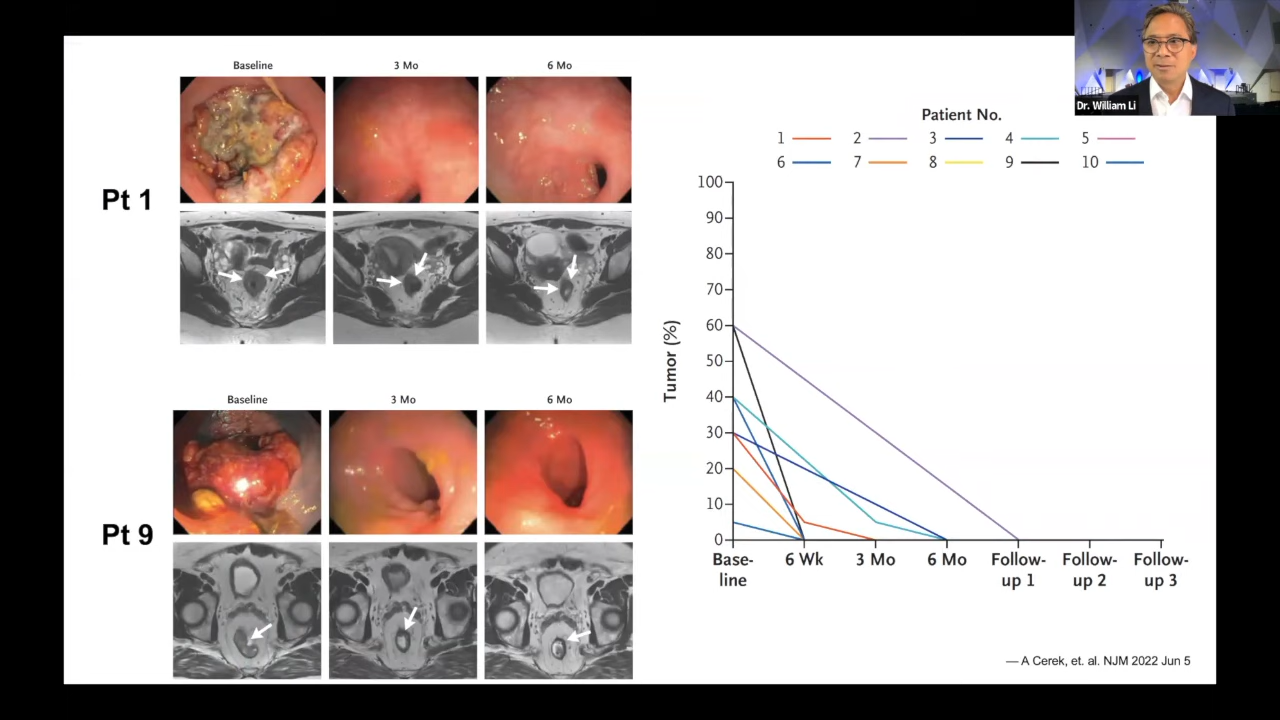 Dr. William Li
Baseline
3 Mo
6 Mo
Pt 1
Baseline
3 Mo
6 Mo
Pt 9
Patient No.
1 2 3 4 5
6 7 8 9 10
Tumor (%)
100
90
80
70
60
50
40
30
20
10
0
Base-line
6 Wk
3 Mo
6 Mo
Follow-up 1
Follow-up 2
Follow-up 3
— A Cerek, et. al. NJM 2022 Jun 5